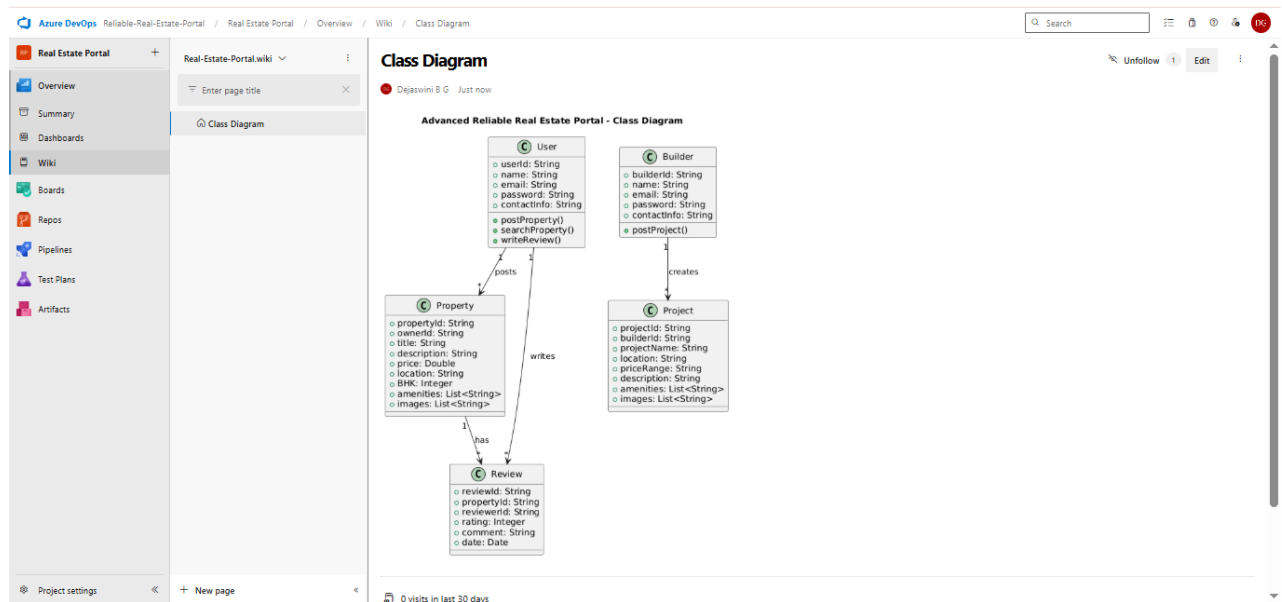 Azure DevOps Reliable-Real-Estate-Portal / Real Estate Portal / Overview / Wiki / Class Diagram
Search
DG
Real Estate Portal
Overview
Summary
Dashboards
Wiki
Boards
Repos
Pipelines
Test Plans
Artifacts
Project settings
Real-Estate-Portal.wiki
Enter page title
Class Diagram
New page
Class Diagram
Unfollow 1 Edit
DG Dejaswini B G Just now
Advanced Reliable Real Estate Portal - Class Diagram
C User
userId: String
name: String
email: String
password: String
contactInfo: String
postProperty()
searchProperty()
writeReview()
C Builder
builderId: String
name: String
email: String
password: String
contactInfo: String
postProject()
1
1
posts
*
1
creates
*
C Property
propertyId: String
ownerId: String
title: String
description: String
price: Double
location: String
BHK: Integer
amenities: List<String>
images: List<String>
writes
C Project
projectId: String
builderId: String
projectName: String
location: String
priceRange: String
description: String
amenities: List<String>
images: List<String>
1
has
*
*
C Review
reviewId: String
propertyId: String
reviewerId: String
rating: Integer
comment: String
date: Date
0 visits in last 30 days